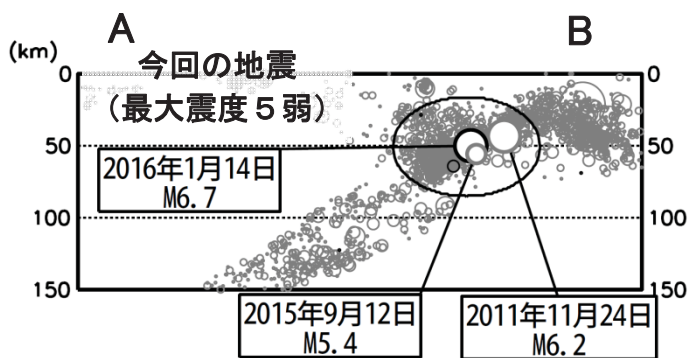 A
B
(km)
今回の地震
(最大震度5弱)
0
0
50
50
100
100
150
150
2016年1月14日
M6.7
2015年9月12日
M5.4
2011年11月24日
M6.2